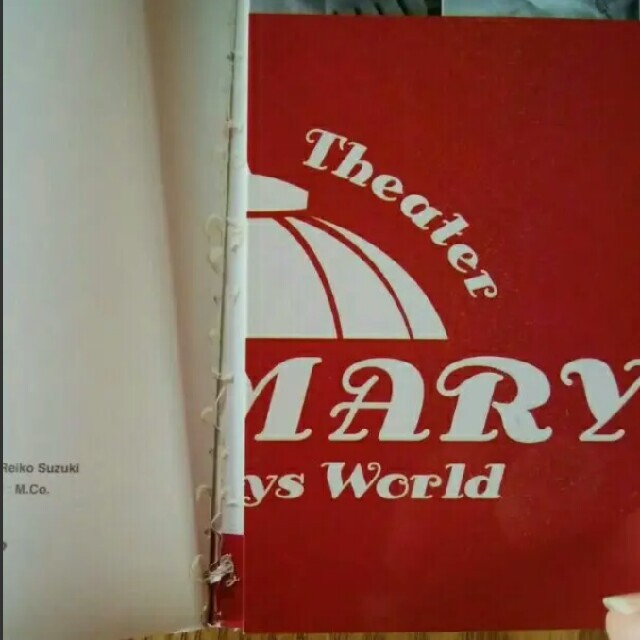 Reiko Suzuki
M.Co.
Theater
MARY
ys World